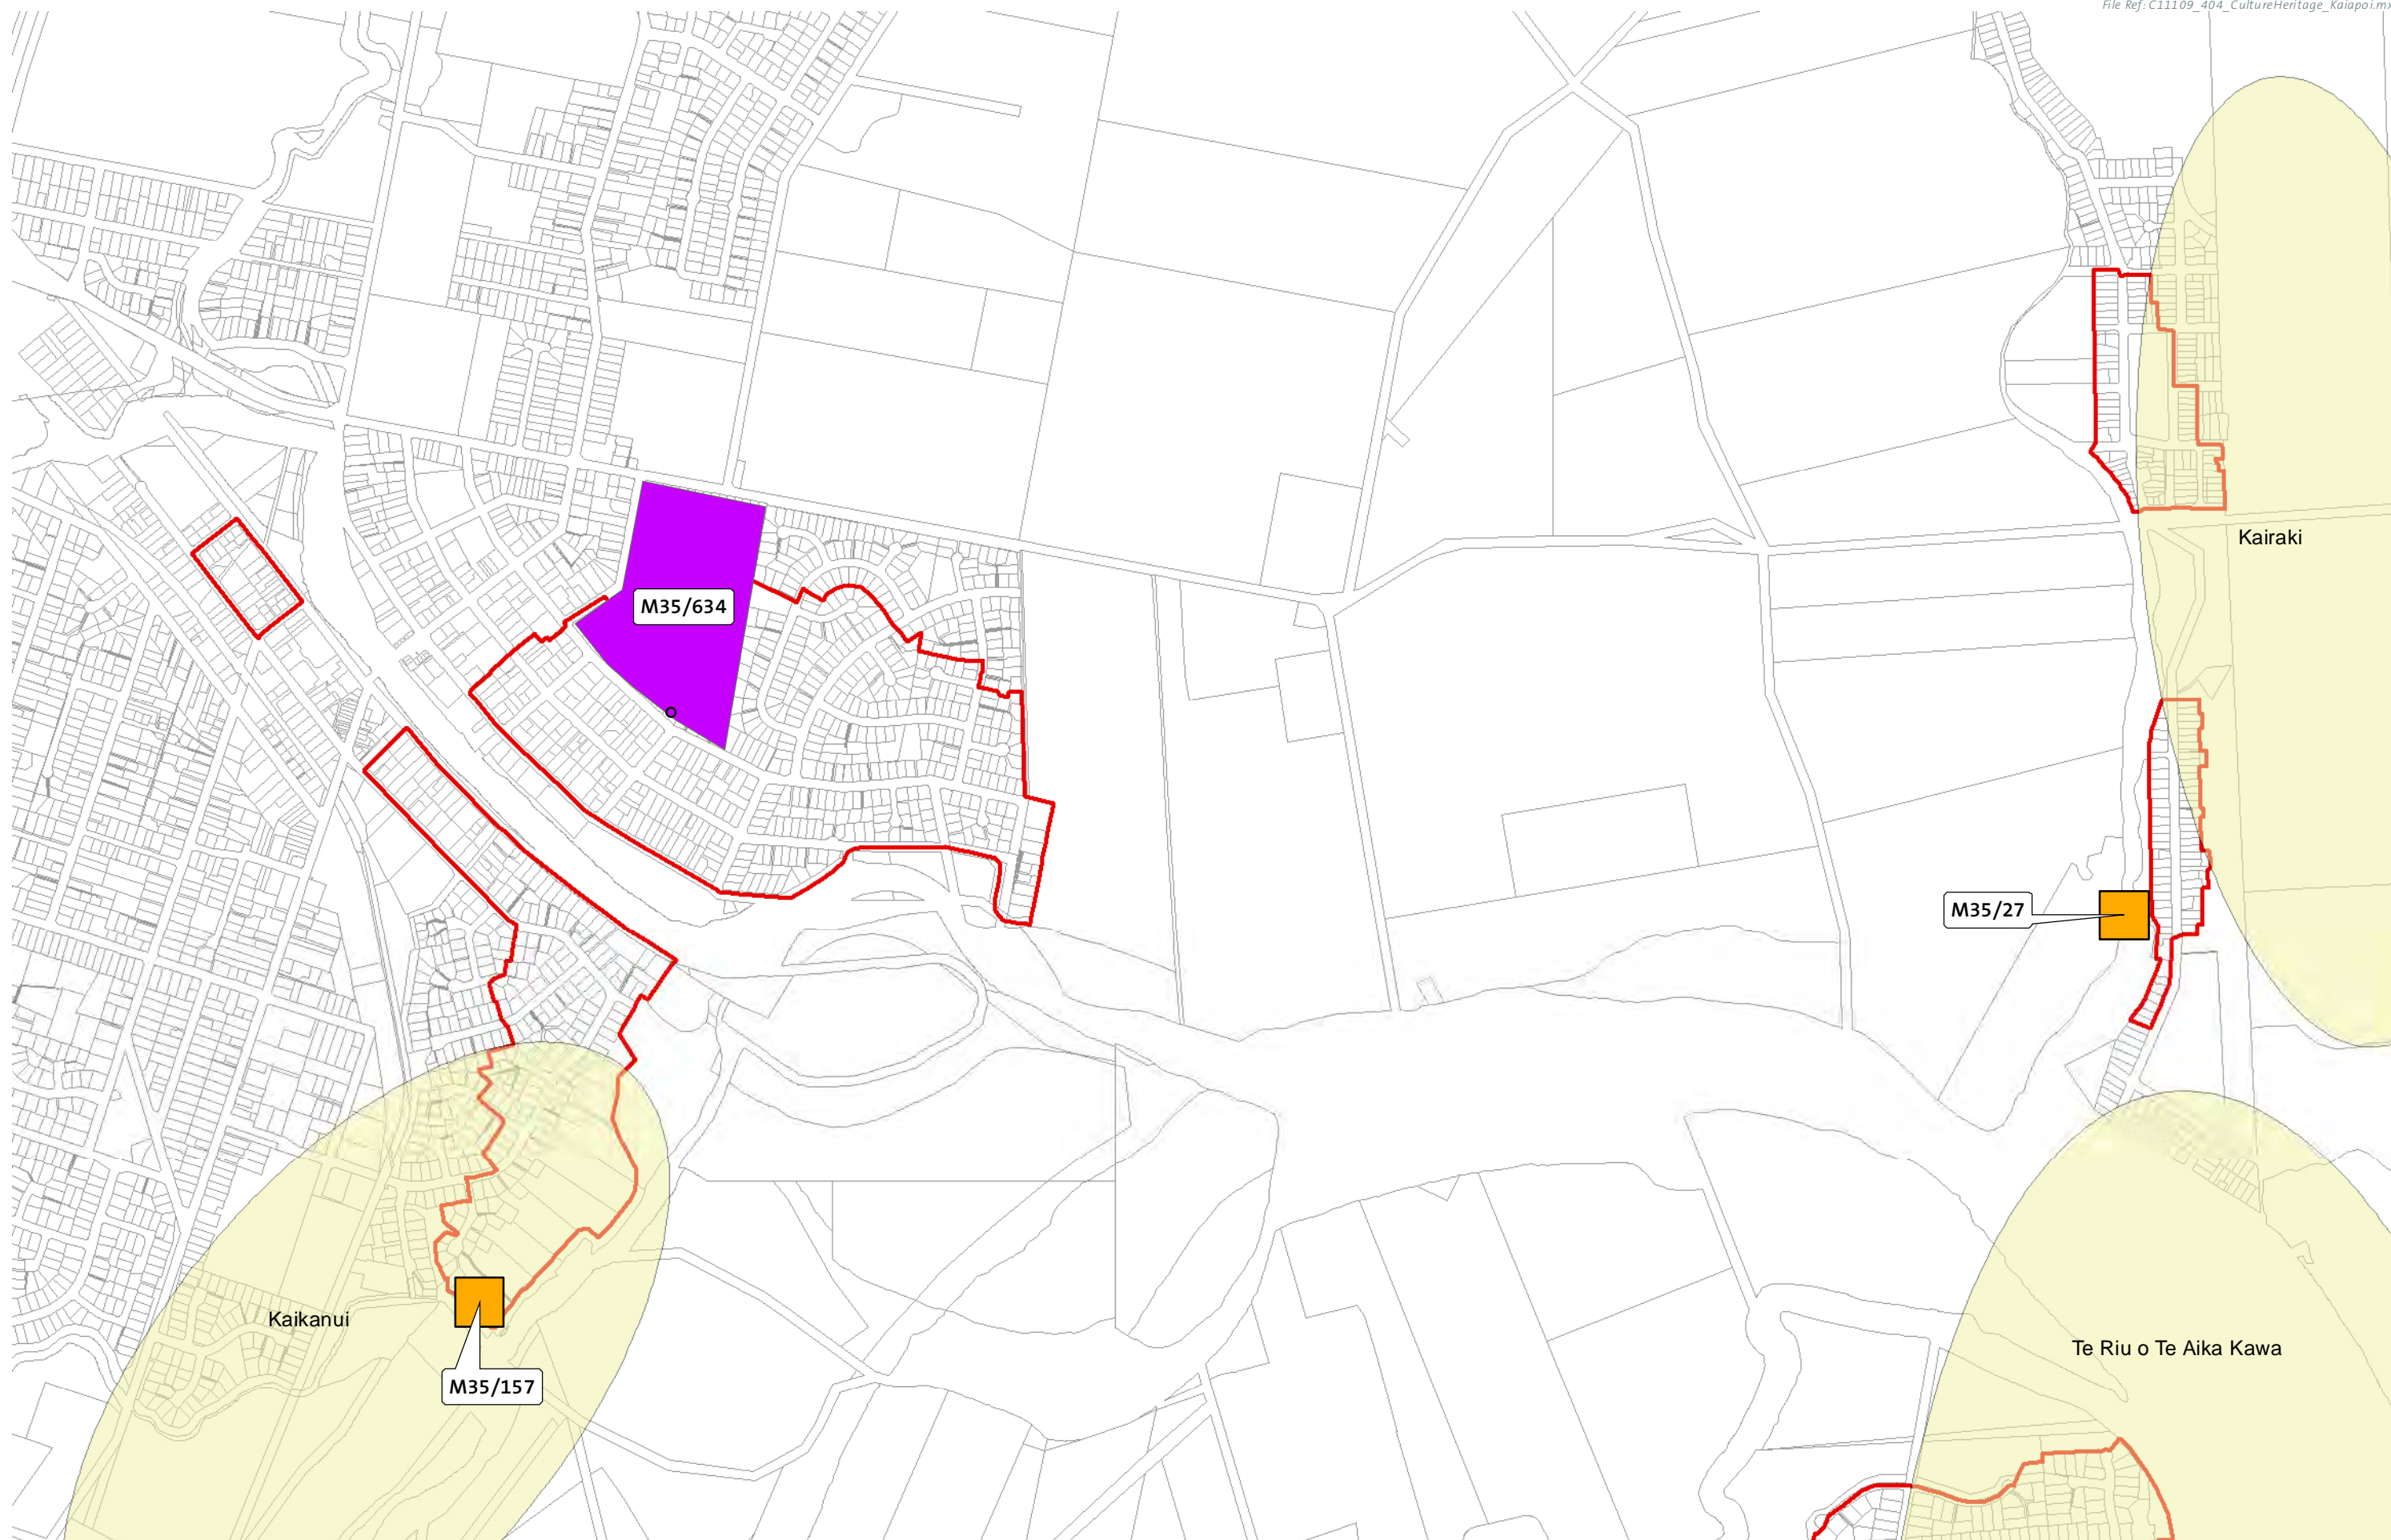 File Ref: C11109_404_CultureHeritage_Kaiapoi.mx
Kairaki
M35/634
M35/27
Kaikanui
Te Riu o Te Aika Kawa
M35/157